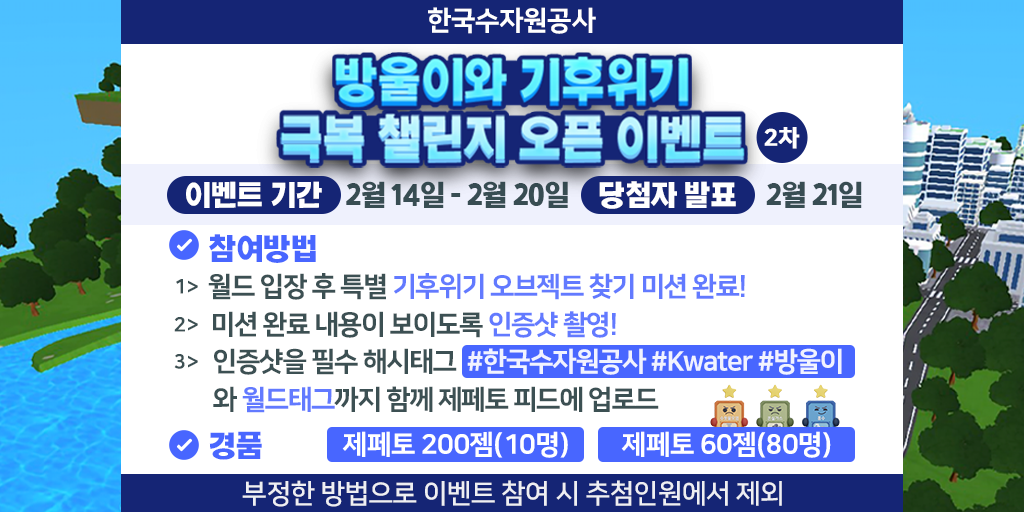 한국수자원공사
방울이와 기후위기
극복 챌린지 오픈 이벤트 2차
이벤트 기간 2월 14일 - 2월 20일 당첨자 발표 2월 21일
참여방법
1> 월드 입장 후 특별 기후위기 오브젝트 찾기 미션 완료!
2> 미션 완료 내용이 보이도록 인증샷 촬영!
3> 인증샷을 필수 해시태그 #한국수자원공사 #Kwater #방울이
와 월드태그까지 함께 제페토 피드에 업로드
경품 제페토 200젬(10명) 제페토 60젬(80명)
부정한 방법으로 이벤트 참여 시 추첨인원에서 제외